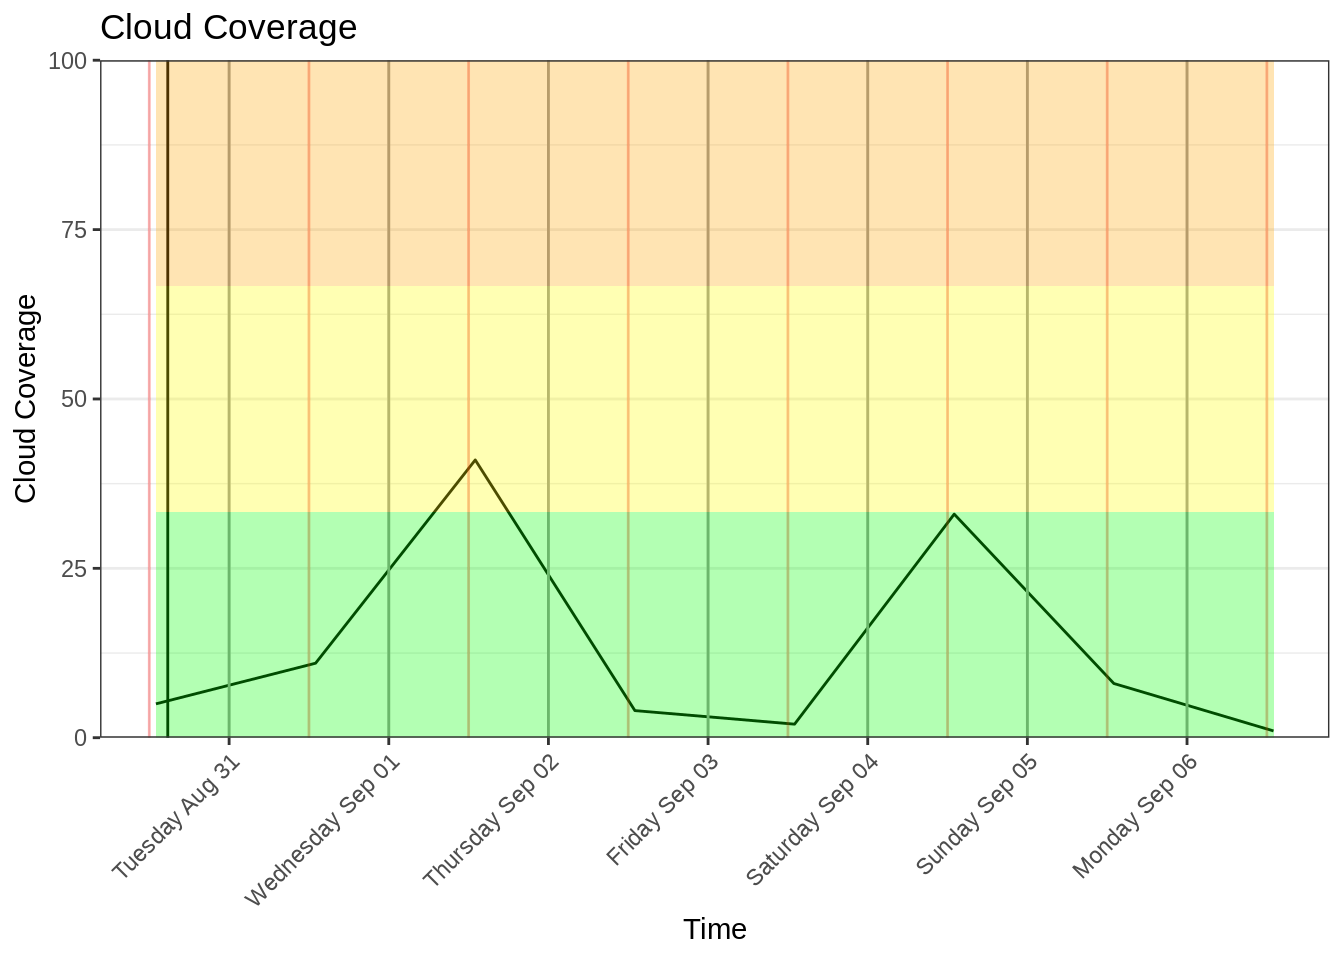 Cloud Coverage
100
75
50
25
0
Cloud Coverage
Tuesday Aug 31
Wednesday Sep 01
Thursday Sep 02
Friday Sep 03
Saturday Sep 04
Sunday Sep 05
Monday Sep 06
Time